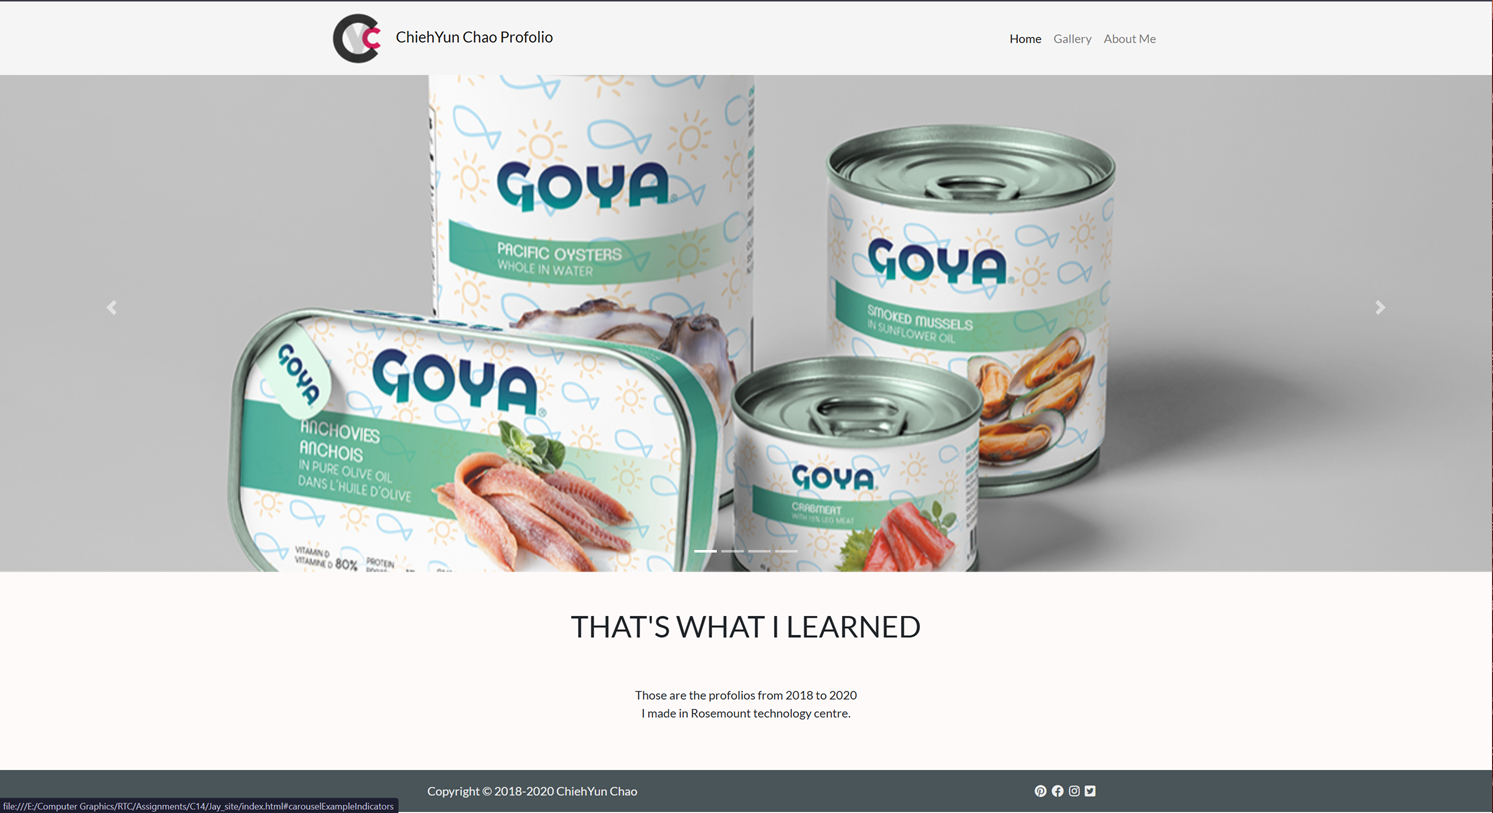 CYC
ChiehYun Chao Profolio
Home Gallery About Me
GOYA®
PACIFIC OYSTERS
WHOLE IN WATER
GOYA®
SMOKED MUSSELS
IN SUNFLOWER OIL
GOYA
GOYA®
ANCHOVIES
ANCHOIS
IN PURE OLIVE OIL
DANS L'HUILE D'OLIVE
VITAMIN D
VITAMINE D 80%
PROTEIN
GOYA
CRABMEAT
WITH 15% LEG MEAT
THAT'S WHAT I LEARNED
Those are the profolios from 2018 to 2020
I made in Rosemount technology centre.
Copyright © 2018-2020 ChiehYun Chao
file:///E:/Computer Graphics/RTC/Assignments/C14/Jay_site/index.html#carouselExampleIndicators